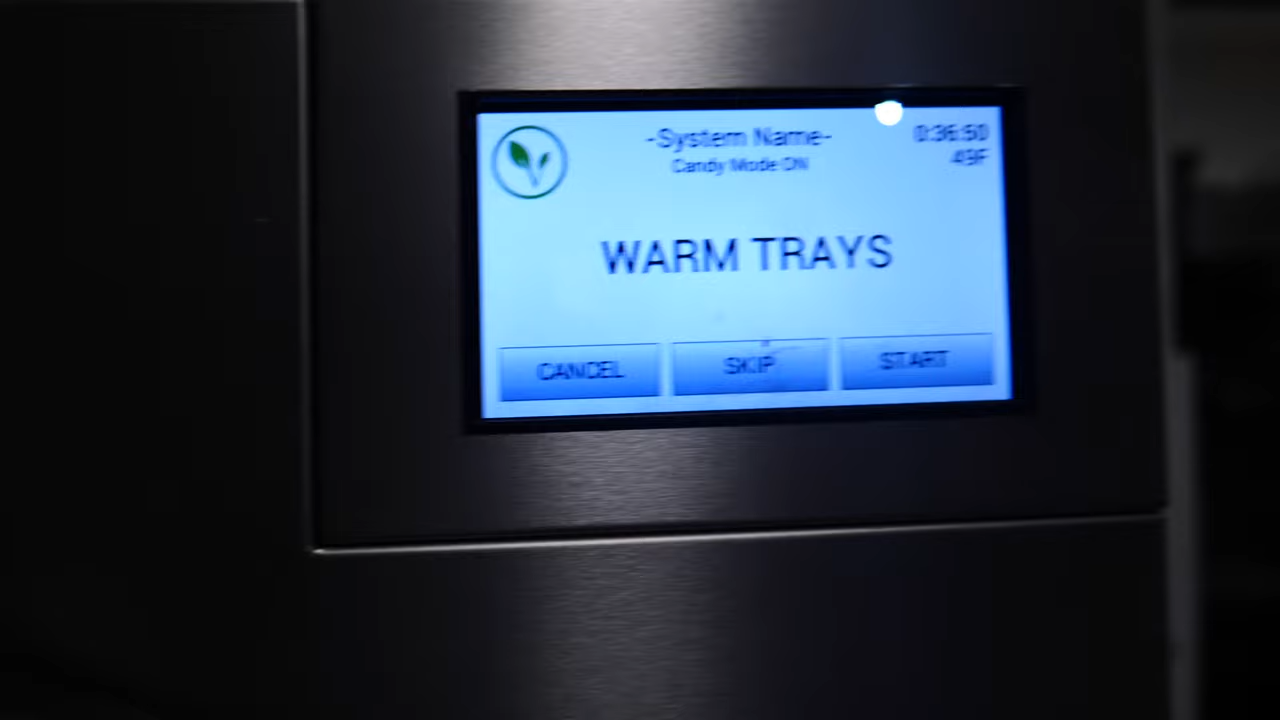 -System Name-
Candy Mode ON
0:36:50
49F
WARM TRAYS
CANCEL
SKIP
START